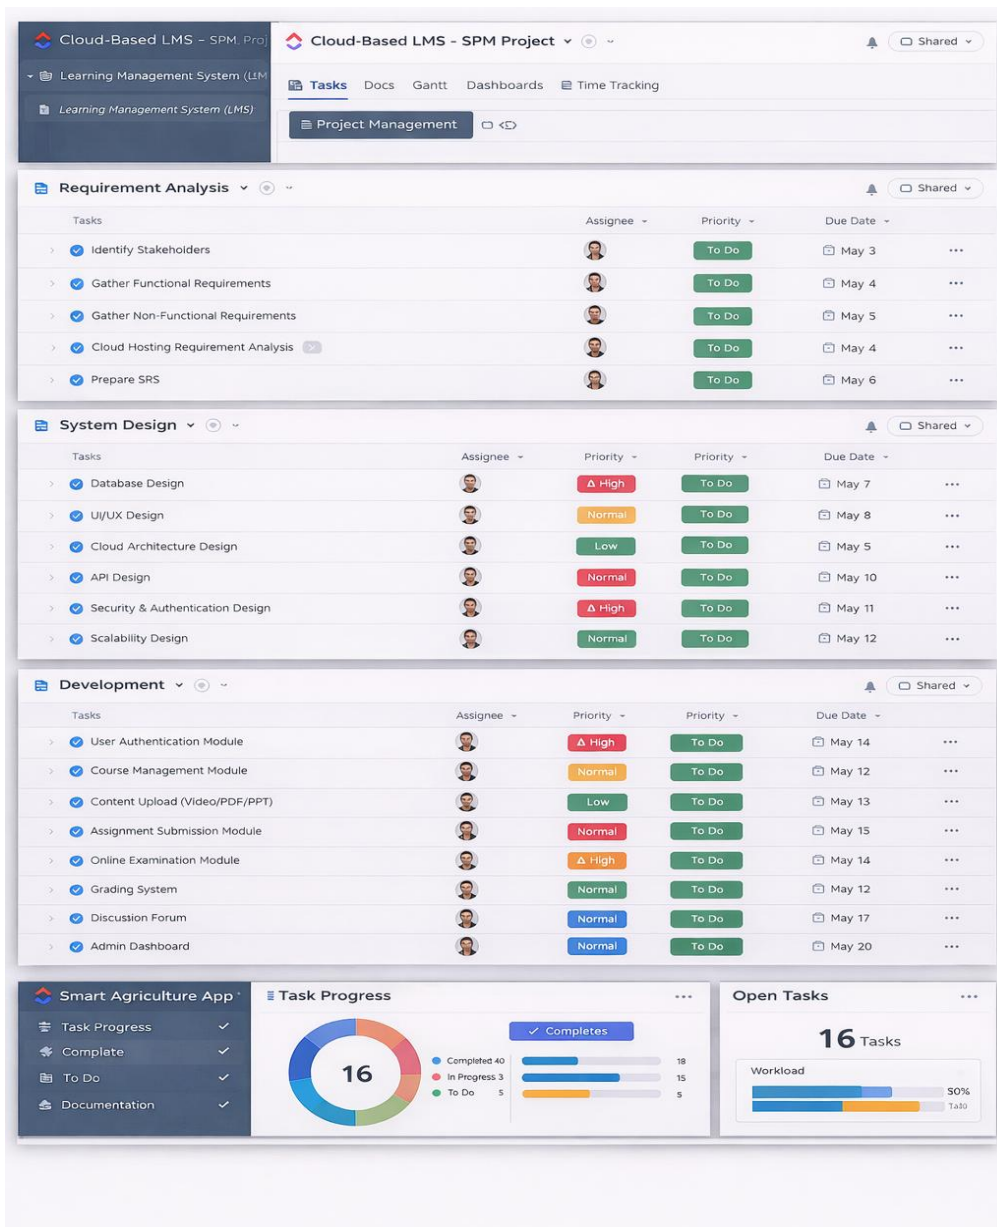 Cloud-Based LMS - SPM. Proj
Cloud-Based LMS - SPM Project
Shared
Learning Management System (LIM
Learning Management System (LMS)
Tasks Docs Gantt Dashboards Time Tracking
Project Management
Requirement Analysis Shared
Tasks Assignee Priority Due Date
Identify Stakeholders To Do May 3
Gather Functional Requirements To Do May 4
Gather Non-Functional Requirements To Do May 5
Cloud Hosting Requirement Analysis To Do May 4
Prepare SRS To Do May 6
System Design Shared
Tasks Assignee Priority Priority Due Date
Database Design High To Do May 7
UI/UX Design Normal To Do May 8
Cloud Architecture Design Low To Do May 5
API Design Normal To Do May 10
Security & Authentication Design High To Do May 11
Scalability Design Normal To Do May 12
Development Shared
Tasks Assignee Priority Priority Due Date
User Authentication Module High To Do May 14
Course Management Module Normal To Do May 12
Content Upload (Video/PDF/PPT) Low To Do May 13
Assignment Submission Module Normal To Do May 15
Online Examination Module High To Do May 14
Grading System Normal To Do May 12
Discussion Forum Normal To Do May 17
Admin Dashboard Normal To Do May 20
Smart Agriculture App
Task Progress
Complete
To Do
Documentation
Task Progress
16
Completes
Completed 40 18
In Progress 3 15
To Do 5 5
Open Tasks
16 Tasks
Workload
50%